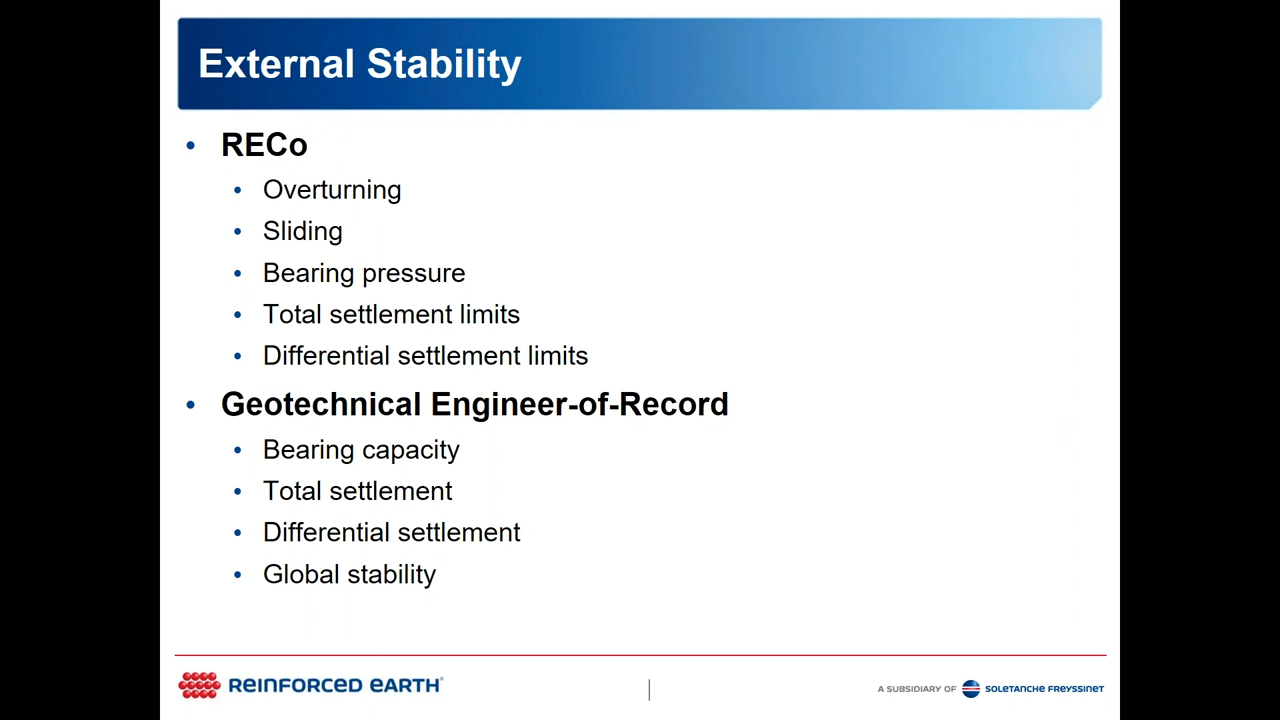 External Stability
• RECo
• Overturning
• Sliding
• Bearing pressure
• Total settlement limits
• Differential settlement limits
• Geotechnical Engineer-of-Record
• Bearing capacity
• Total settlement
• Differential settlement
• Global stability
REINFORCED EARTH®
A SUBSIDIARY OF SOLETANCHE FREYSSINET